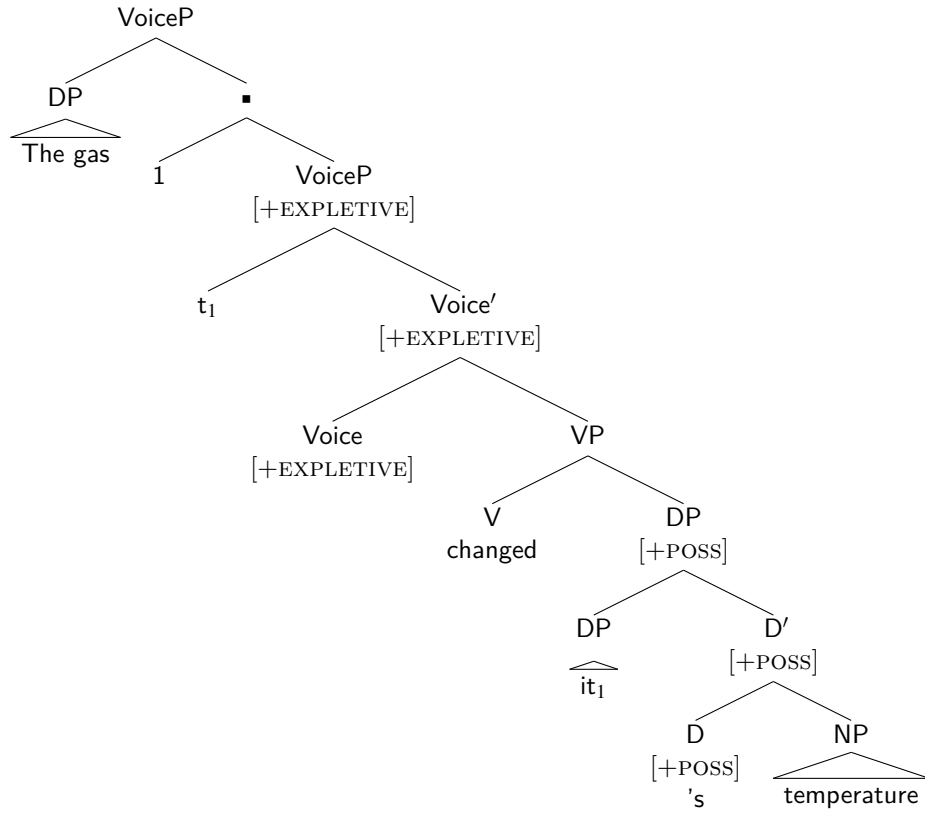 VoiceP
DP
The gas
1 VoiceP
[+EXPLETIVE]
t₁ Voice′
[+EXPLETIVE]
Voice VP
[+EXPLETIVE]
V DP
changed [+POSS]
DP D′
it₁ [+POSS]
D NP
[+POSS]
's temperature